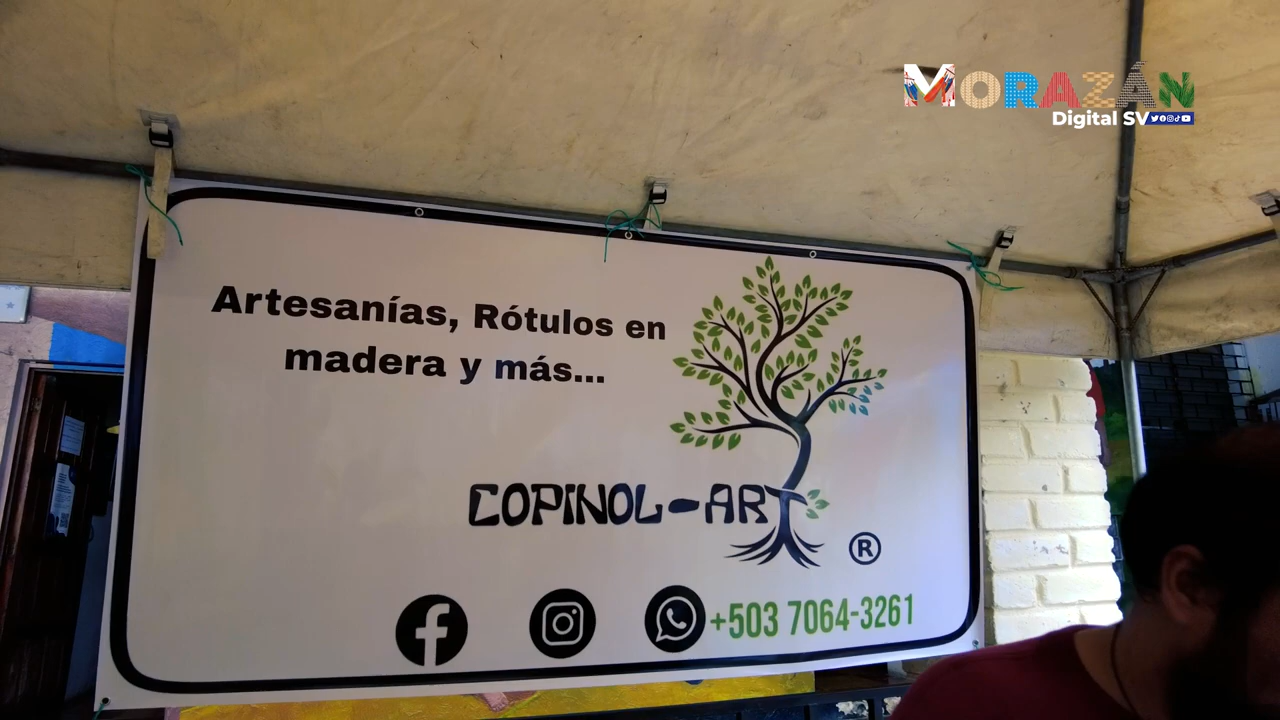 MORAZÁN
Digital SV
Artesanías, Rótulos en
madera y más...
COPINOL-ART
®
+503 7064-3261